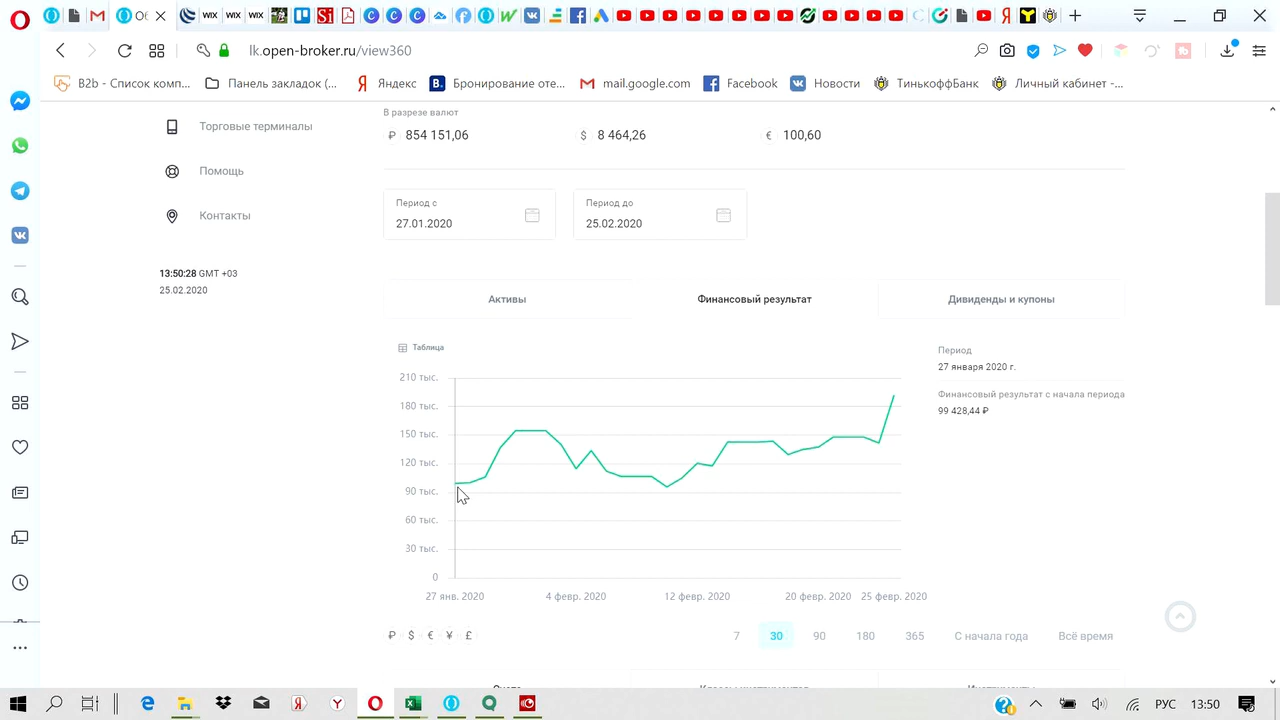 lk.open-broker.ru/view360
B2b - Список комп...
Панель закладок (...
Яндекс
Бронирование оте...
mail.google.com
Facebook
Новости
ТинькоффБанк
Личный кабинет -...
Торговые терминалы
Помощь
Контакты
13:50:28 GMT +03
25.02.2020
В разрезе валют
₽ 854 151,06
$ 8 464,26
€ 100,60
Период с
27.01.2020
Период до
25.02.2020
Активы
Финансовый результат
Дивиденды и купоны
Таблица
210 тыс.
180 тыс.
150 тыс.
120 тыс.
90 тыс.
60 тыс.
30 тыс.
0
27 янв. 2020
4 февр. 2020
12 февр. 2020
20 февр. 2020
25 февр. 2020
Период
27 января 2020 г.
Финансовый результат с начала периода
99 428,44 ₽
₽ $ € ¥ £
7 30 90 180 365 С начала года Всё время
РУС
13:50